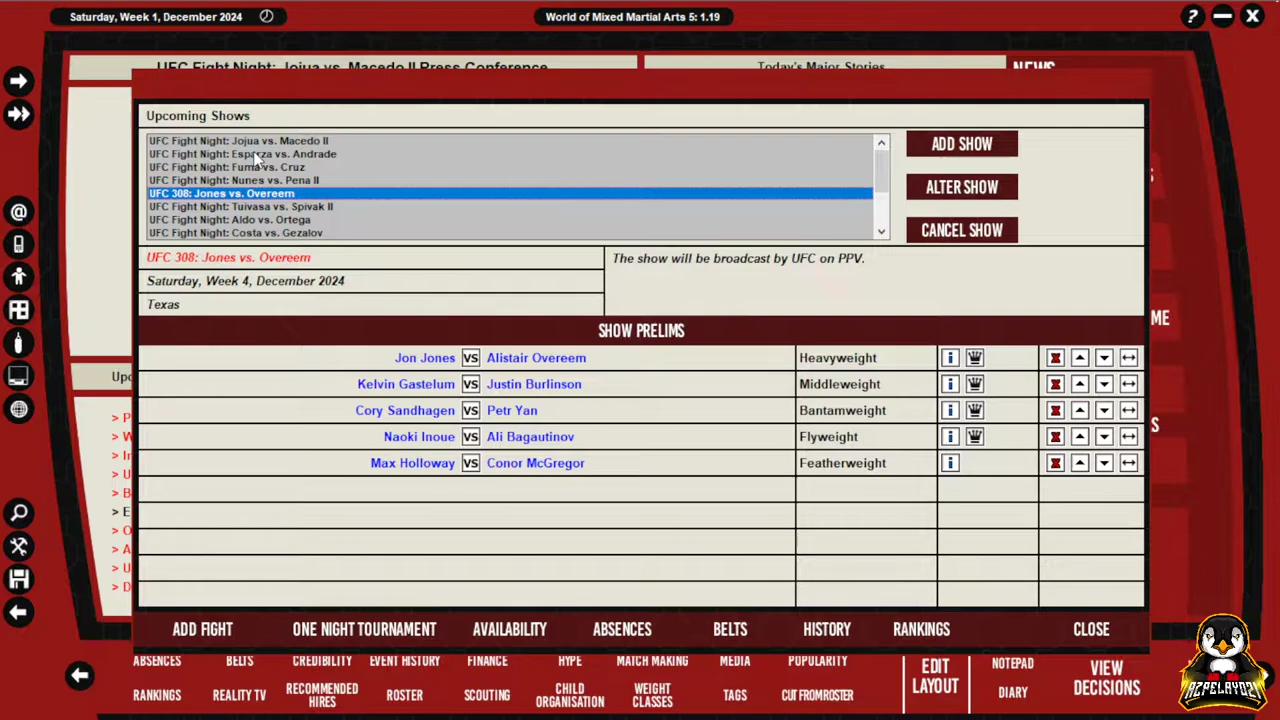 Saturday, Week 1, December 2024
World of Mixed Martial Arts 5: 1.19
UFC Fight Night: Jojua vs. Macedo II Press Conference
Today's Major Stories
NEWS
Upcoming Shows
UFC Fight Night: Jojua vs. Macedo II
UFC Fight Night: Esparza vs. Andrade
UFC Fight Night: Fuma vs. Cruz
UFC Fight Night: Nunes vs. Pena II
UFC 308: Jones vs. Overeem
UFC Fight Night: Tuivasa vs. Spivak II
UFC Fight Night: Aldo vs. Ortega
UFC Fight Night: Costa vs. Gezalov
ADD SHOW
ALTER SHOW
CANCEL SHOW
UFC 308: Jones vs. Overeem
The show will be broadcast by UFC on PPV.
Saturday, Week 4, December 2024
Texas
SHOW PRELIMS
Jon Jones VS Alistair Overeem Heavyweight
Kelvin Gastelum VS Justin Burlinson Middleweight
Cory Sandhagen VS Petr Yan Bantamweight
Naoki Inoue VS Ali Bagautinov Flyweight
Max Holloway VS Conor McGregor Featherweight
ADD FIGHT ONE NIGHT TOURNAMENT AVAILABILITY ABSENCES BELTS HISTORY RANKINGS CLOSE
ABSENCES BELTS CREDIBILITY EVENT HISTORY FINANCE HYPE MATCH MAKING MEDIA POPULARITY
RANKINGS REALITY TV RECOMMENDED HIRES ROSTER SCOUTING CHILD ORGANISATION WEIGHT CLASSES TAGS CUT FROM ROSTER
EDIT LAYOUT
NOTEPAD
DIARY
VIEW DECISIONS
ACPELAYO21